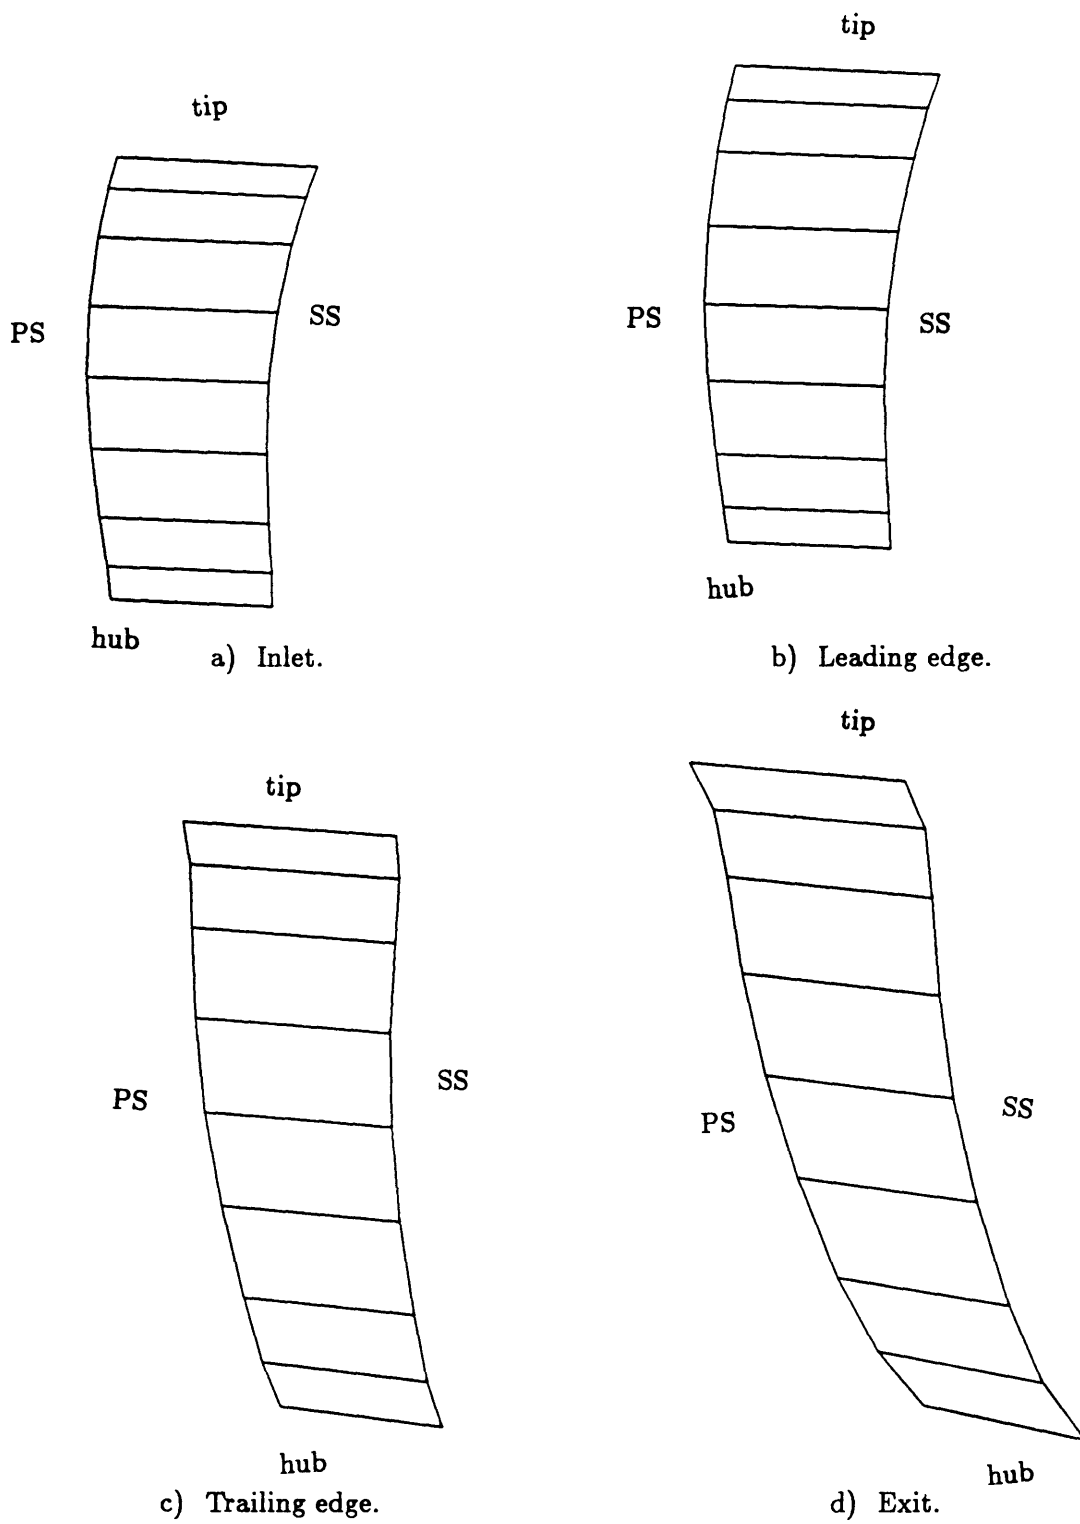 tip
PS
SS
hub
a) Inlet.
tip
PS
SS
hub
b) Leading edge.
tip
PS
SS
hub
c) Trailing edge.
tip
PS
SS
hub
d) Exit.